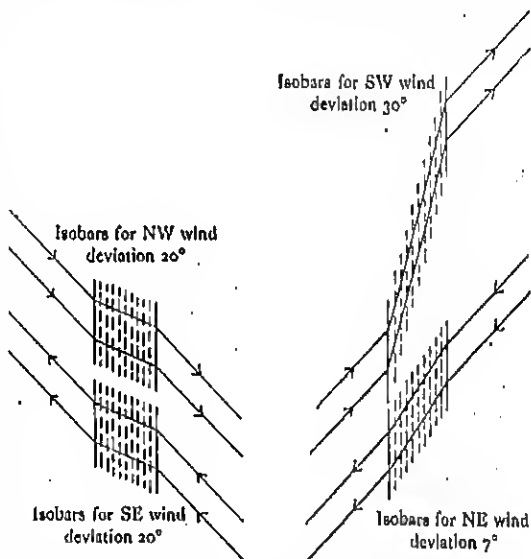 Isobars for SW wind
deviation 30°
Isobars for NW wind
deviation 20°
Isobars for SE wind
deviation 20°
Isobars for NE wind
deviation 7°